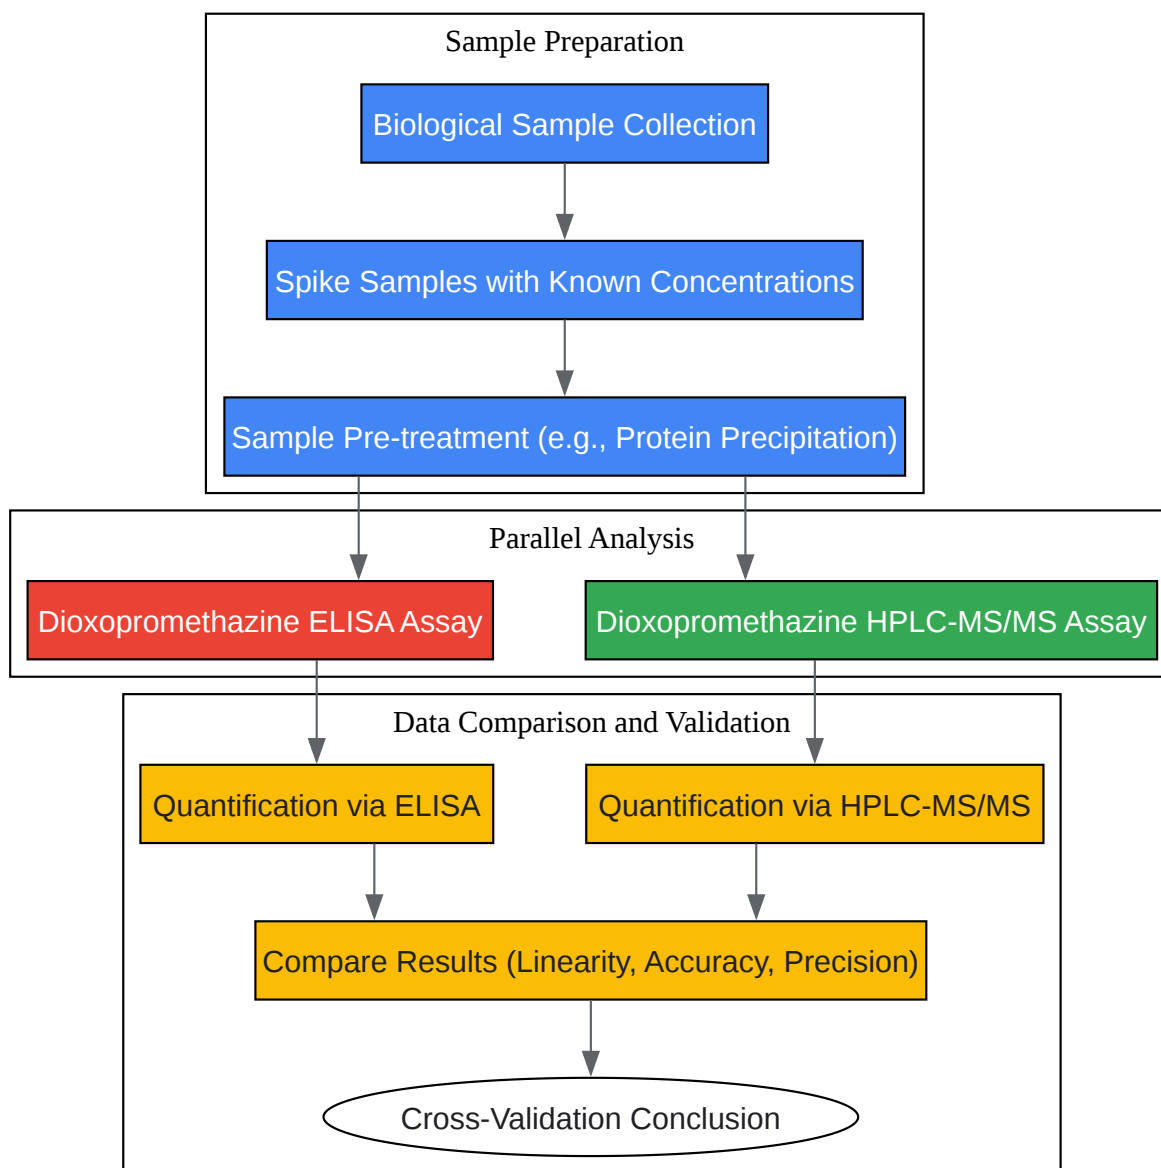 Sample Preparation
Biological Sample Collection
Spike Samples with Known Concentrations
Sample Pre-treatment (e.g., Protein Precipitation)
Parallel Analysis
Dioxopromethazine ELISA Assay
Dioxopromethazine HPLC-MS/MS Assay
Data Comparison and Validation
Quantification via ELISA
Quantification via HPLC-MS/MS
Compare Results (Linearity, Accuracy, Precision)
Cross-Validation Conclusion